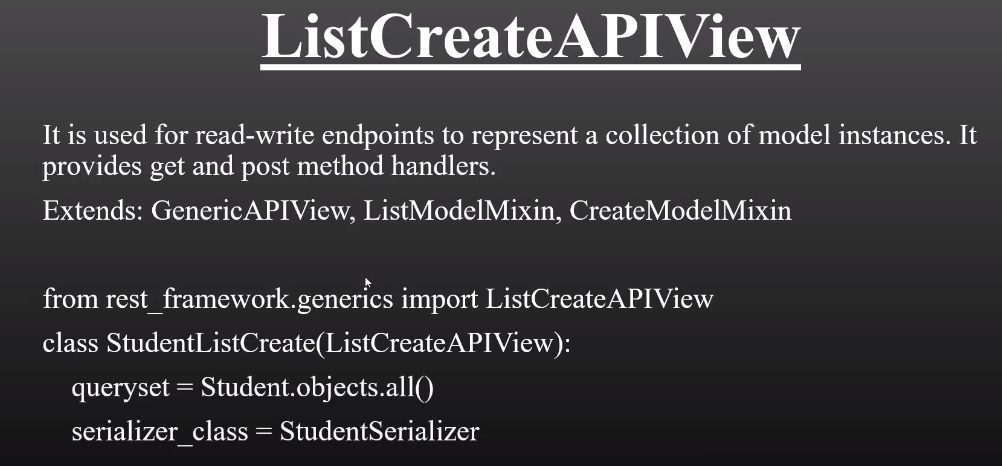 ListCreateAPIView
It is used for read-write endpoints to represent a collection of model instances. It
provides get and post method handlers.
Extends: GenericAPIView, ListModelMixin, CreateModelMixin
from rest_framework.generics import ListCreateAPIView
class StudentListCreate(ListCreateAPIView):
    queryset = Student.objects.all()
    serializer_class = StudentSerializer